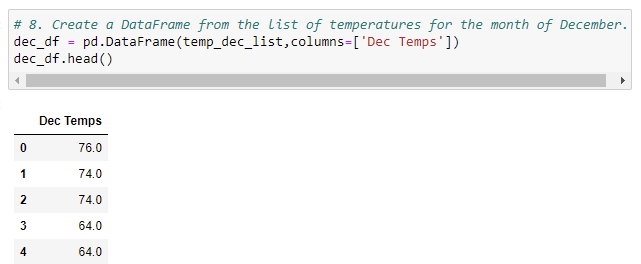 # 8. Create a DataFrame from the list of temperatures for the month of December.
dec_df = pd.DataFrame(temp_dec_list,columns=['Dec Temps'])
dec_df.head()
Dec Temps
0 76.0
1 74.0
2 74.0
3 64.0
4 64.0